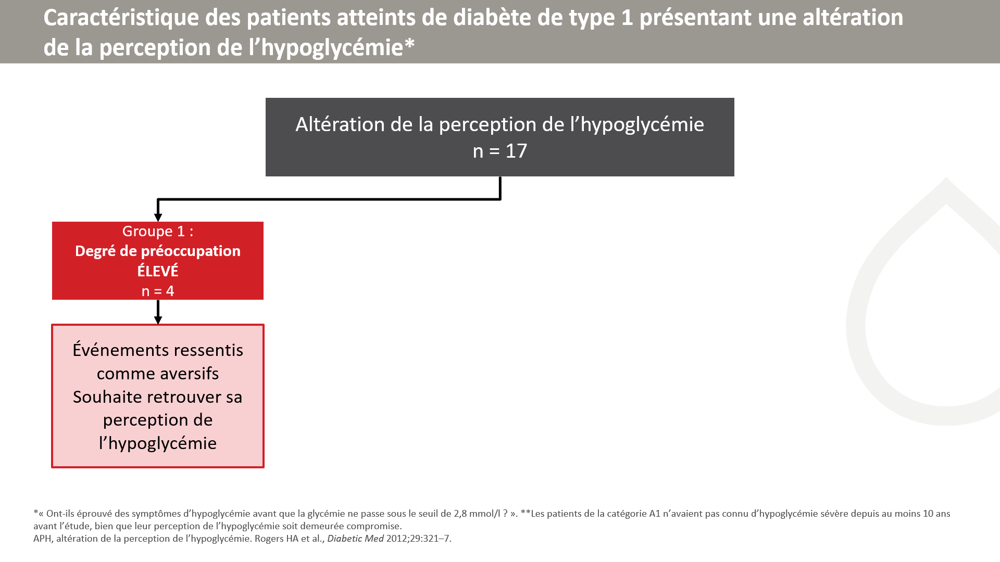 Caractéristique des patients atteints de diabète de type 1 présentant une altération
de la perception de l’hypoglycémie*
Altération de la perception de l’hypoglycémie
n = 17
Groupe 1 :
Degré de préoccupation
ÉLEVÉ
n = 4
Événements ressentis
comme aversifs
Souhaite retrouver sa
perception de
l’hypoglycémie
*« Ont-ils éprouvé des symptômes d’hypoglycémie avant que la glycémie ne passe sous le seuil de 2,8 mmol/l ? ». **Les patients de la catégorie A1 n’avaient pas connu d’hypoglycémie sévère depuis au moins 10 ans
avant l’étude, bien que leur perception de l’hypoglycémie soit demeurée compromise.
APH, altération de la perception de l’hypoglycémie. Rogers HA et al., Diabetic Med 2012;29:321–7.